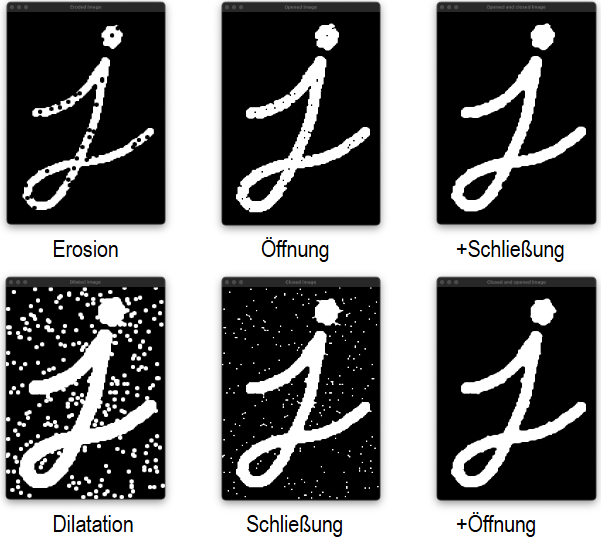 Eroded Image
Opened Image
Opened and closed Image
Erosion
Öffnung
+Schließung
Dilated Image
Closed Image
Closed and opened Image
Dilatation
Schließung
+Öffnung